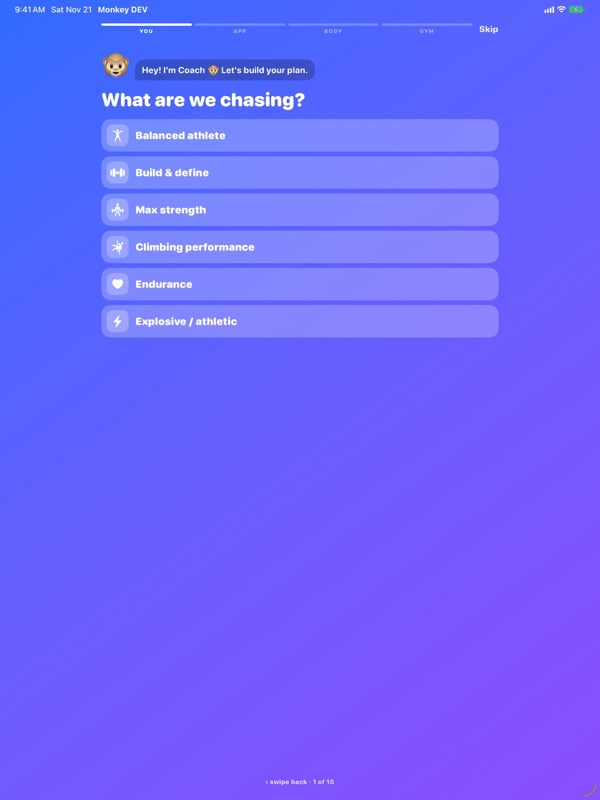 9:41 AM Sat Nov 21 Monkey DEV
YOU
APP
BODY
GYM
Skip
Hey! I'm Coach 🐵 Let's build your plan.
What are we chasing?
Balanced athlete
Build & define
Max strength
Climbing performance
Endurance
Explosive / athletic
‹ swipe back · 1 of 15